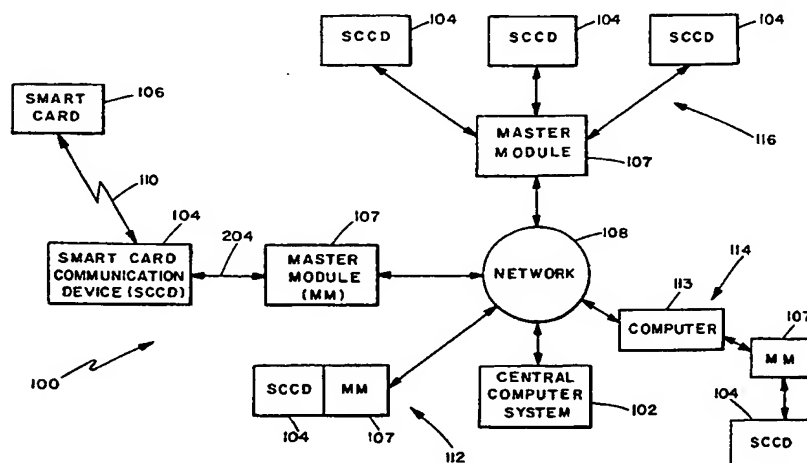 SCCD
104
SCCD
104
SCCD
104
SMART
CARD
106
MASTER
MODULE
107
116
110
104
SMART CARD
COMMUNICATION
DEVICE (SCCD)
204
107
MASTER
MODULE
(MM)
108
NETWORK
114
113
COMPUTER
107
MM
100
SCCD
MM
104
107
112
CENTRAL
COMPUTER
SYSTEM
102
104
SCCD